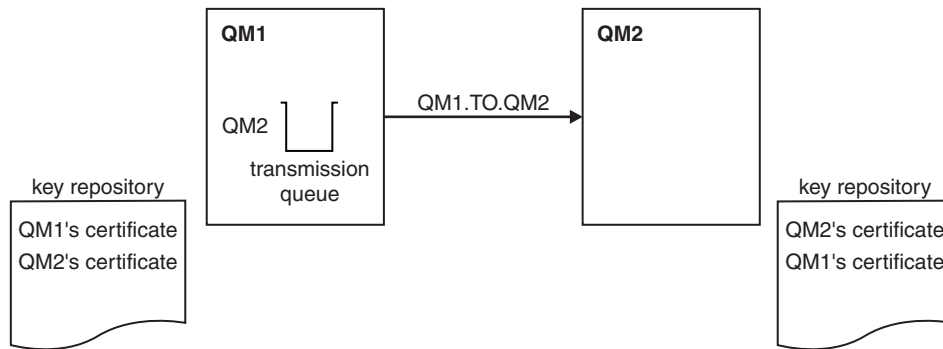 QM1
QM2
QM1.TO.QM2
QM2
transmission
queue
key repository
QM1's certificate
QM2's certificate
key repository
QM2's certificate
QM1's certificate